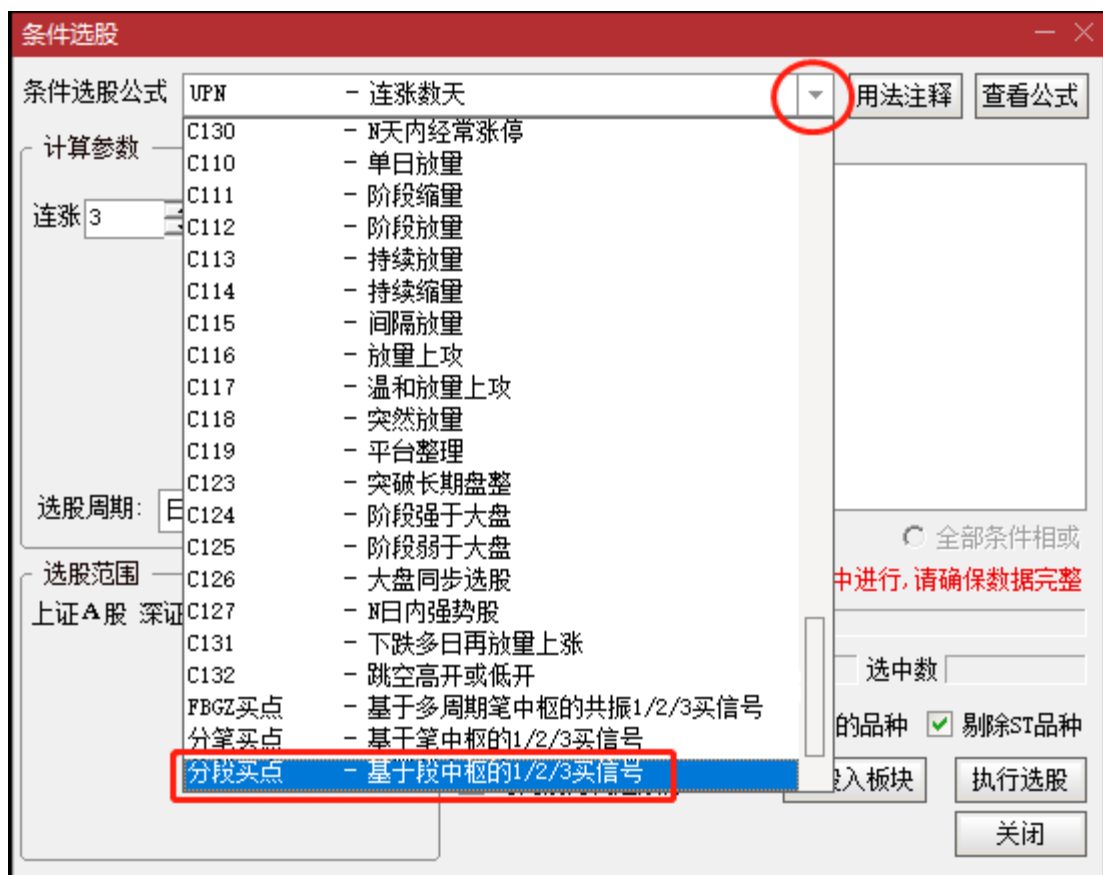 条件选股
条件选股公式 UPN - 连涨数天 用法注释 查看公式
计算参数
连涨 3
C130 - N天内经常涨停
C110 - 单日放量
C111 - 阶段缩量
C112 - 阶段放量
C113 - 持续放量
C114 - 持续缩量
C115 - 间隔放量
C116 - 放量上攻
C117 - 温和放量上攻
C118 - 突然放量
C119 - 平台整理
C123 - 突破长期盘整
选股周期: 日
C124 - 阶段强于大盘
C125 - 阶段弱于大盘
全部条件相或
选股范围
C126 - 大盘同步选股
中进行,请确保数据完整
上证A股 深证
C127 - N日内强势股
C131 - 下跌多日再放量上涨
C132 - 跳空高开或低开
选中数
FBGZ买点 - 基于多周期笔中枢的共振1/2/3买信号
的品种 剔除ST品种
分笔买点 - 基于笔中枢的1/2/3买信号
分段买点 - 基于段中枢的1/2/3买信号
入板块 执行选股
关闭